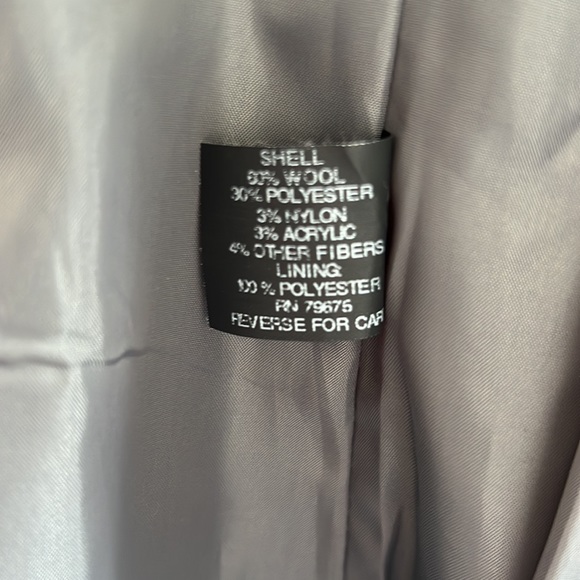 SHELL
60% WOOL
30% POLYESTER
3% NYLON
3% ACRYLIC
4% OTHER FIBERS
LINING:
100% POLYESTER
RN 79675
REVERSE FOR CAR